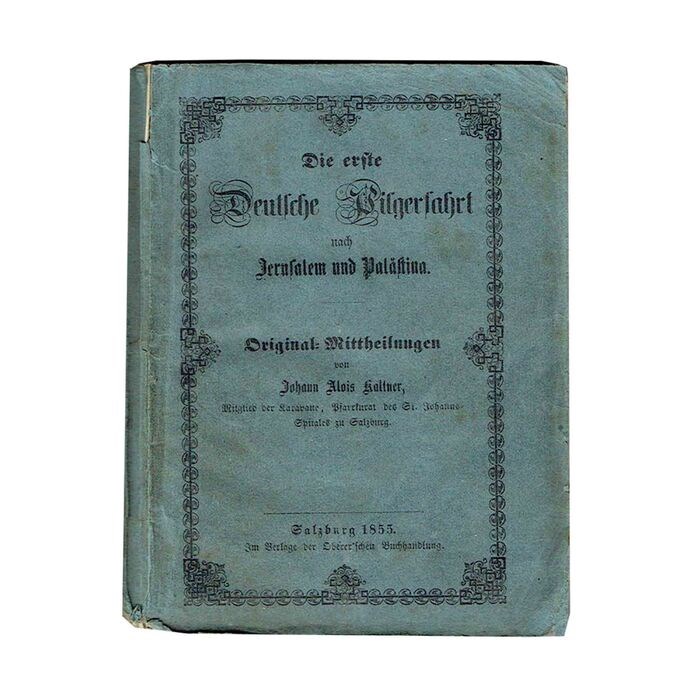 Die erste
Deutsche Pilgerfahrt
nach
Jerusalem und Palästina.
Original-Mittheilungen
von
Johann Alois Kaltner,
Mitglied der Karavane, Pfarrkurat des St. Johanns-
Spitales zu Salzburg.
Salzburg 1855.
Im Verlage der Oberer'schen Buchhandlung.